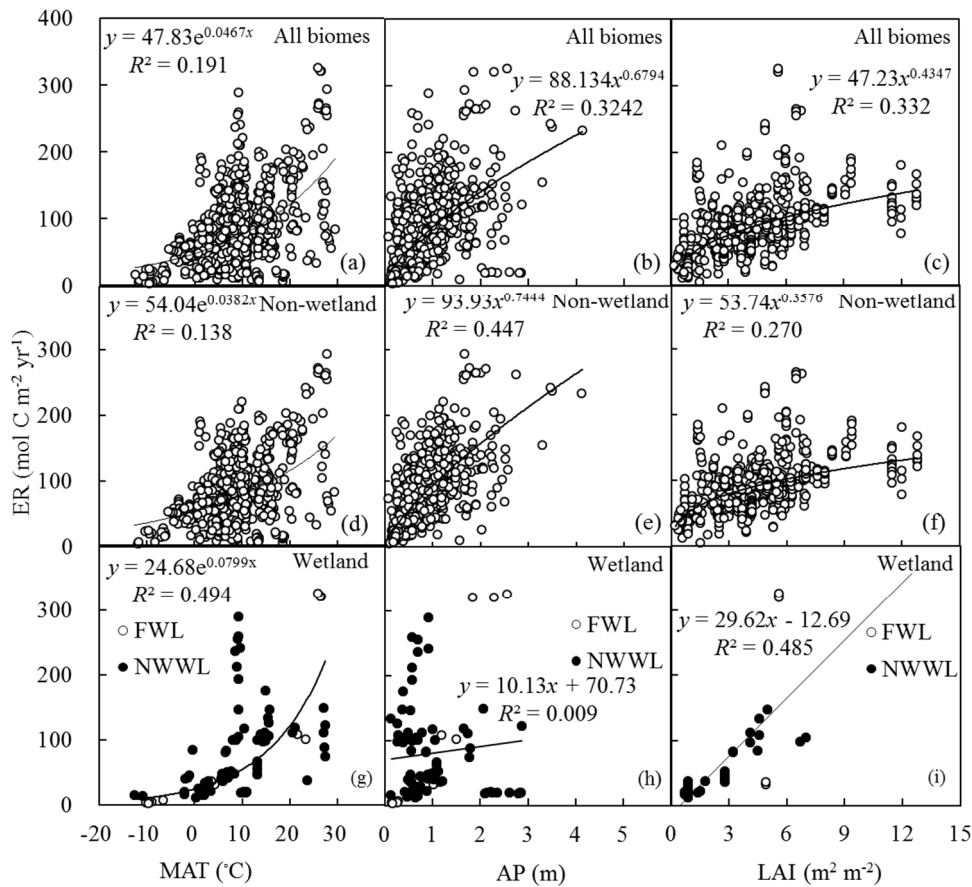 400
300
200
100
0
y = 47.83e^0.0467x
R² = 0.191
All biomes
(a)
All biomes
y = 88.134x^0.6794
R² = 0.3242
(b)
All biomes
y = 47.23x^0.4347
R² = 0.332
(c)
ER (mol C m⁻² yr⁻¹)
300
200
100
0
y = 54.04e^0.0382x
Non-wetland
R² = 0.138
(d)
y = 93.93x^0.7444
Non-wetland
R² = 0.447
(e)
y = 53.74x^0.3576
Non-wetland
R² = 0.270
(f)
300
200
100
0
Wetland
y = 24.68e^0.0799x
R² = 0.494
FWL
NWWL
(g)
Wetland
FWL
NWWL
y = 10.13x + 70.73
R² = 0.009
(h)
Wetland
y = 29.62x - 12.69
FWL
R² = 0.485
NWWL
(i)
-20 -10 0 10 20 30
0 1 2 3 4 5
0 3 6 9 12 15
MAT (°C)
AP (m)
LAI (m² m⁻²)